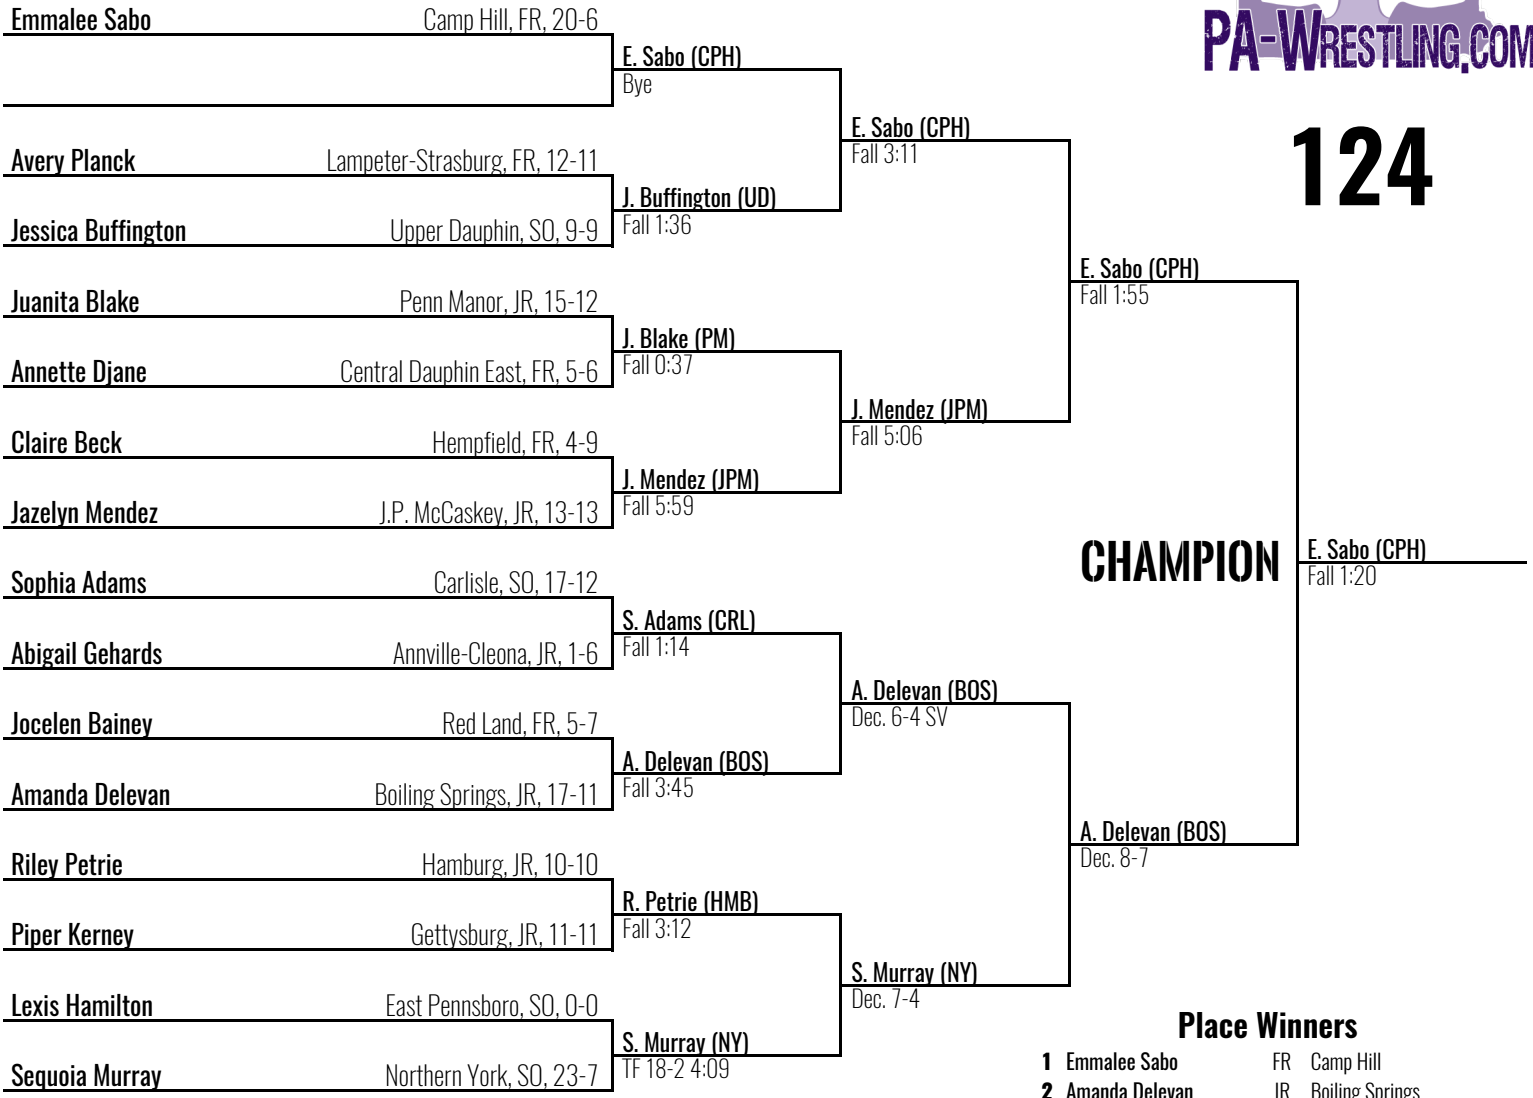 Emmalee Sabo Camp Hill, FR, 20-6
E. Sabo (CPH)
Bye
PA-WRESTLING.COM
124
E. Sabo (CPH)
Fall 3:11
Avery Planck Lampeter-Strasburg, FR, 12-11
J. Buffington (UD)
Fall 1:36
Jessica Buffington Upper Dauphin, SO, 9-9
E. Sabo (CPH)
Fall 1:55
Juanita Blake Penn Manor, JR, 15-12
J. Blake (PM)
Fall 0:37
Annette Djane Central Dauphin East, FR, 5-6
J. Mendez (JPM)
Fall 5:06
Claire Beck Hempfield, FR, 4-9
J. Mendez (JPM)
Fall 5:59
Jazelyn Mendez J.P. McCaskey, JR, 13-13
CHAMPION E. Sabo (CPH)
Fall 1:20
Sophia Adams Carlisle, SO, 17-12
S. Adams (CRL)
Fall 1:14
Abigail Gehards Annville-Cleona, JR, 1-6
A. Delevan (BOS)
Dec. 6-4 SV
Jocelen Bainey Red Land, FR, 5-7
A. Delevan (BOS)
Fall 3:45
Amanda Delevan Boiling Springs, JR, 17-11
A. Delevan (BOS)
Dec. 8-7
Riley Petrie Hamburg, JR, 10-10
R. Petrie (HMB)
Fall 3:12
Piper Kerney Gettysburg, JR, 11-11
S. Murray (NY)
Dec. 7-4
Lexis Hamilton East Pennsboro, SO, 0-0
S. Murray (NY)
TF 18-2 4:09
Sequoia Murray Northern York, SO, 23-7
Place Winners
1 Emmalee Sabo FR Camp Hill
2 Amanda Delevan JR Boiling Springs